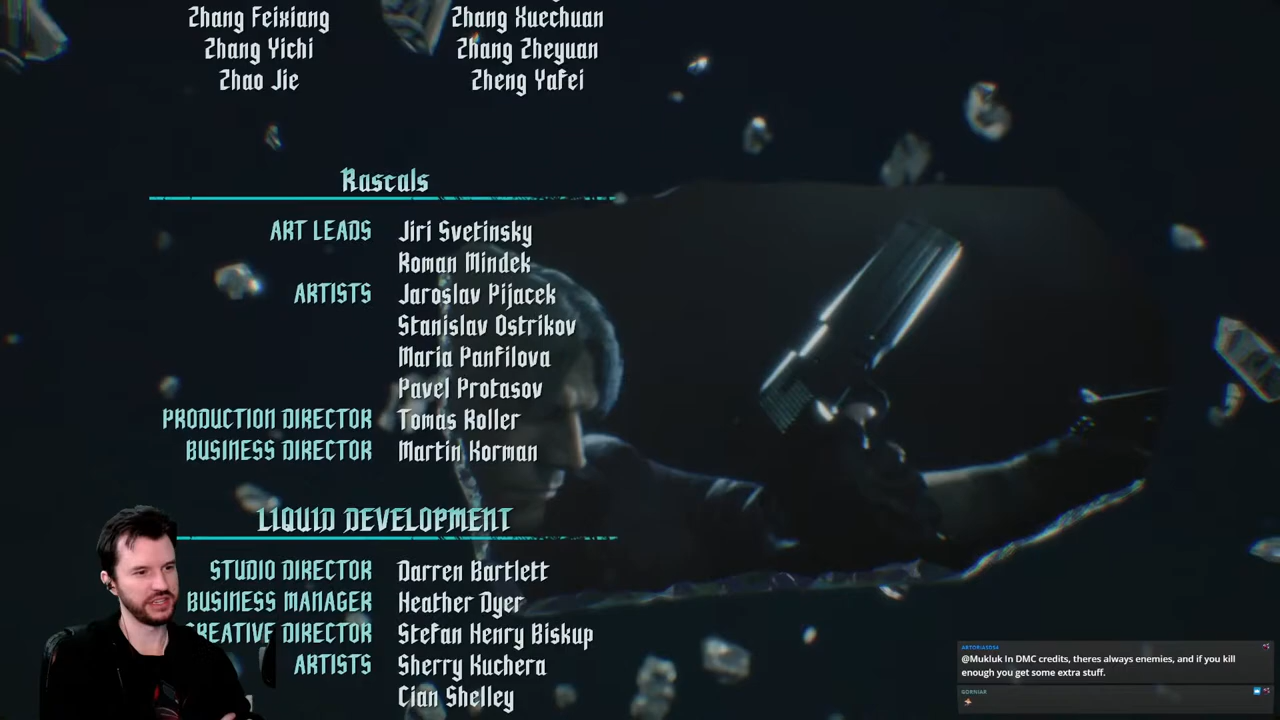 Zhang Feixiang Zhang Xuechuan
Zhang Yichi Zhang Zheyuan
Zhao Jie Zheng Yafei
Rascals
ART LEADS Jiri Svetinsky
Roman Mindek
ARTISTS Jaroslav Pijacek
Stanislav Ostrikov
Maria Panfilova
Pavel Protasov
PRODUCTION DIRECTOR Tomas Roller
BUSINESS DIRECTOR Martin Korman
LIQUID DEVELOPMENT
STUDIO DIRECTOR Darren Bartlett
BUSINESS MANAGER Heather Dyer
CREATIVE DIRECTOR Stefan Henry Biskup
ARTISTS Sherry Kuchera
Cian Shelley
@Mukluk In DMC credits, theres always enemies, and if you kill
enough you get some extra stuff.
GORNIAK